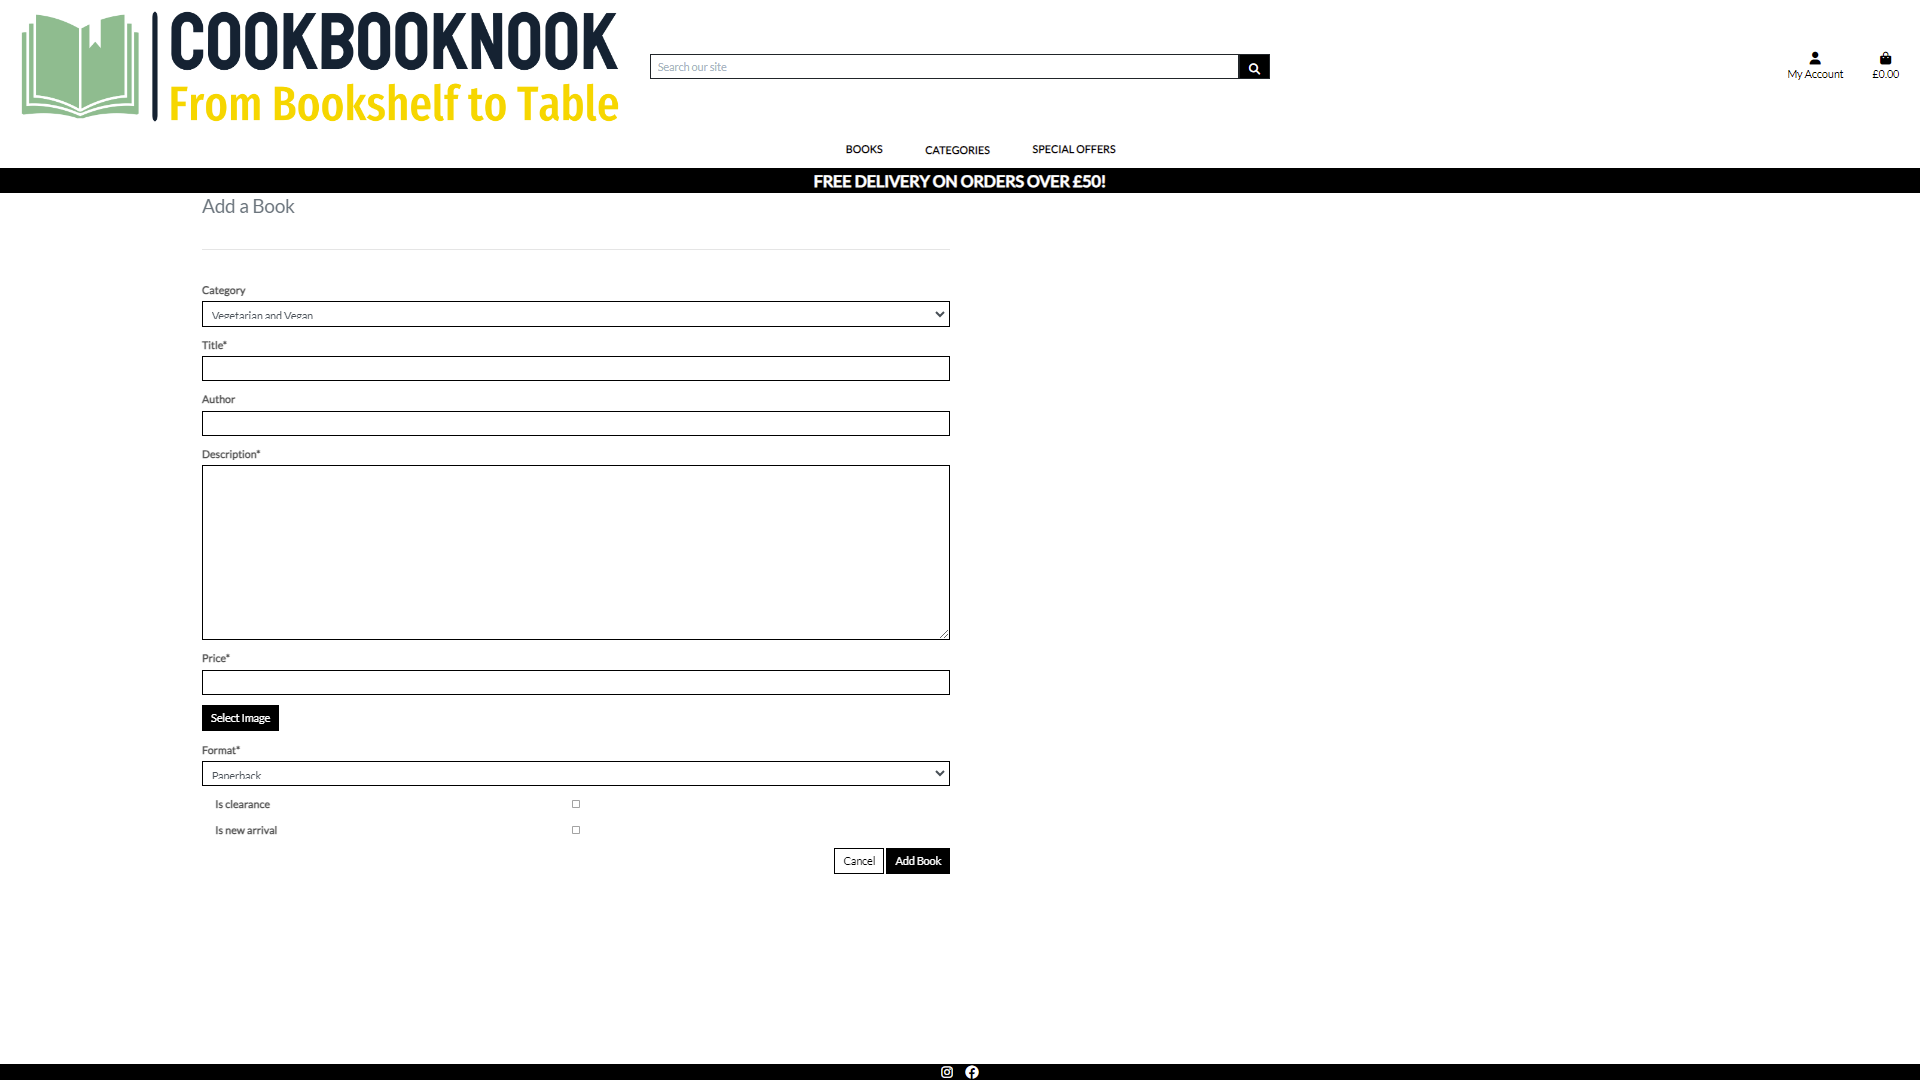 COOKBOOKNOOK
From Bookshelf to Table
Search our site
My Account
£0.00
BOOKS
CATEGORIES
SPECIAL OFFERS
FREE DELIVERY ON ORDERS OVER £50!
Add a Book
Category
Vegetarian and Vegan
Title*
Author
Description*
Price*
Select Image
Format*
Paperback
Is clearance
Is new arrival
Cancel
Add Book